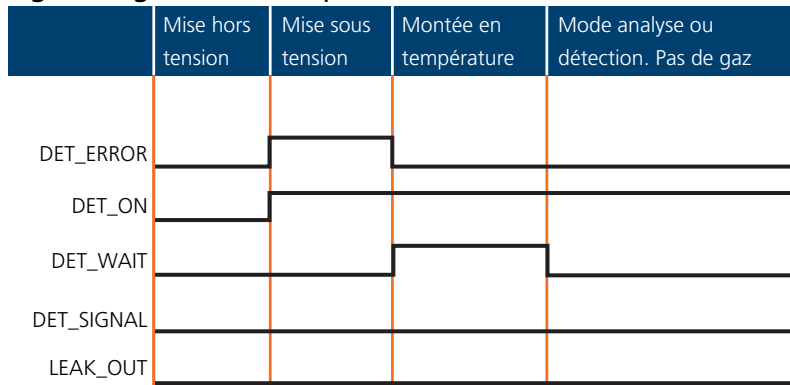 Mise hors tension
Mise sous tension
Montée en température
Mode analyse ou détection. Pas de gaz
DET_ERROR
DET_ON
DET_WAIT
DET_SIGNAL
LEAK_OUT